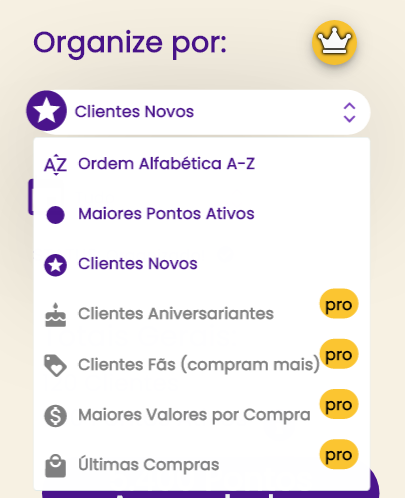 Organize por:
Clientes Novos
AZ Ordem Alfabética A-Z
Maiores Pontos Ativos
Clientes Novos
Clientes Aniversariantes pro
Clientes Fãs (compram mais) pro
Maiores Valores por Compra pro
Últimas Compras pro